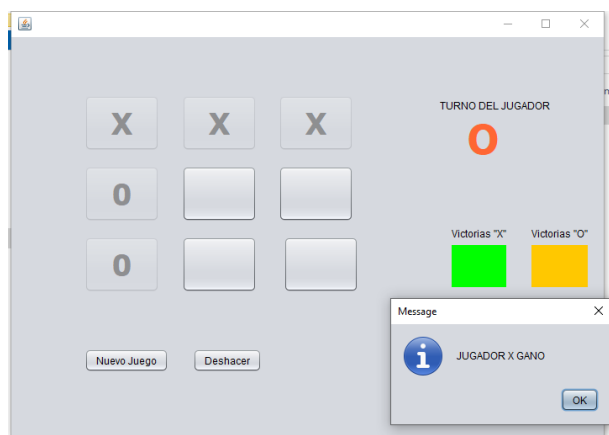 X X X
TURNO DEL JUGADOR
O
0
0
Victorias "X" Victorias "O"
Message
JUGADOR X GANO
OK
Nuevo Juego Deshacer